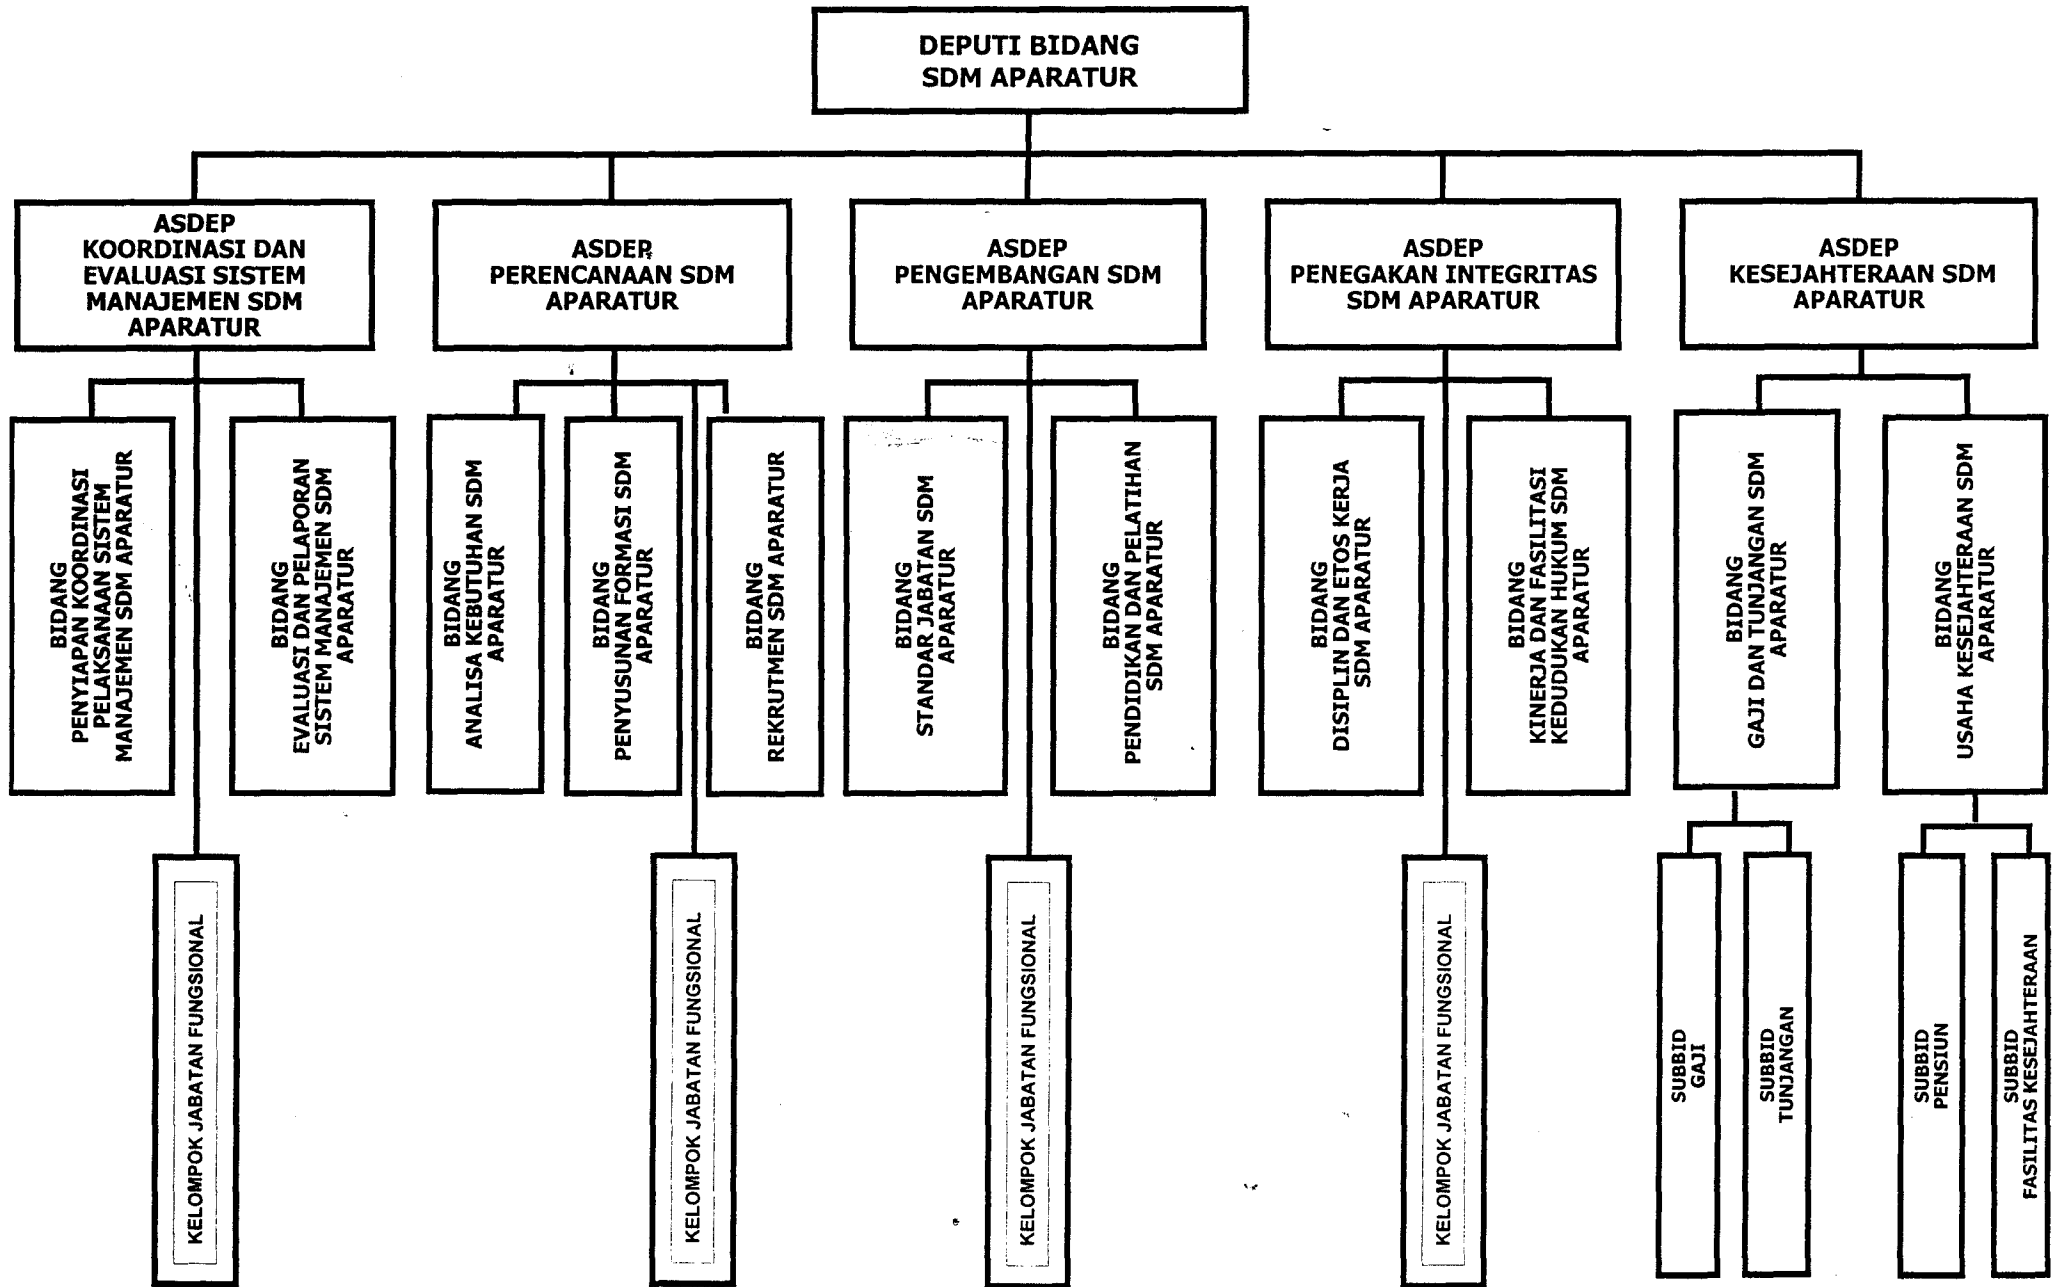 DEPUTI BIDANG
SDM APARATUR
ASDEP
KOORDINASI DAN
EVALUASI SISTEM
MANAJEMEN SDM
APARATUR
ASDEP
PERENCANAAN SDM
APARATUR
ASDEP
PENGEMBANGAN SDM
APARATUR
ASDEP
PENEGAKAN INTEGRITAS
SDM APARATUR
ASDEP
KESEJAHTERAAN SDM
APARATUR
BIDANG
PENYIAPAN KOORDINASI
PELAKSANAAN SISTEM
MANAJEMEN SDM APARATUR
BIDANG
EVALUASI DAN PELAPORAN
SISTEM MANAJEMEN SDM
APARATUR
BIDANG
ANALISA KEBUTUHAN SDM
APARATUR
BIDANG
PENYUSUNAN FORMASI SDM
APARATUR
BIDANG
REKRUTMEN SDM APARATUR
BIDANG
STANDAR JABATAN SDM
APARATUR
BIDANG
PENDIDIKAN DAN PELATIHAN
SDM APARATUR
BIDANG
DISIPLIN DAN ETOS KERJA
SDM APARATUR
BIDANG
KINERJA DAN FASILITASI
KEDUDUKAN HUKUM SDM
APARATUR
BIDANG
GAJI DAN TUNJANGAN SDM
APARATUR
BIDANG
USAHA KESEJAHTERAAN SDM
APARATUR
KELOMPOK JABATAN FUNGSIONAL
KELOMPOK JABATAN FUNGSIONAL
KELOMPOK JABATAN FUNGSIONAL
KELOMPOK JABATAN FUNGSIONAL
SUBBID
GAJI
SUBBID
TUNJANGAN
SUBBID
PENSIUN
SUBBID
FASILITAS KESEJAHTERAAN